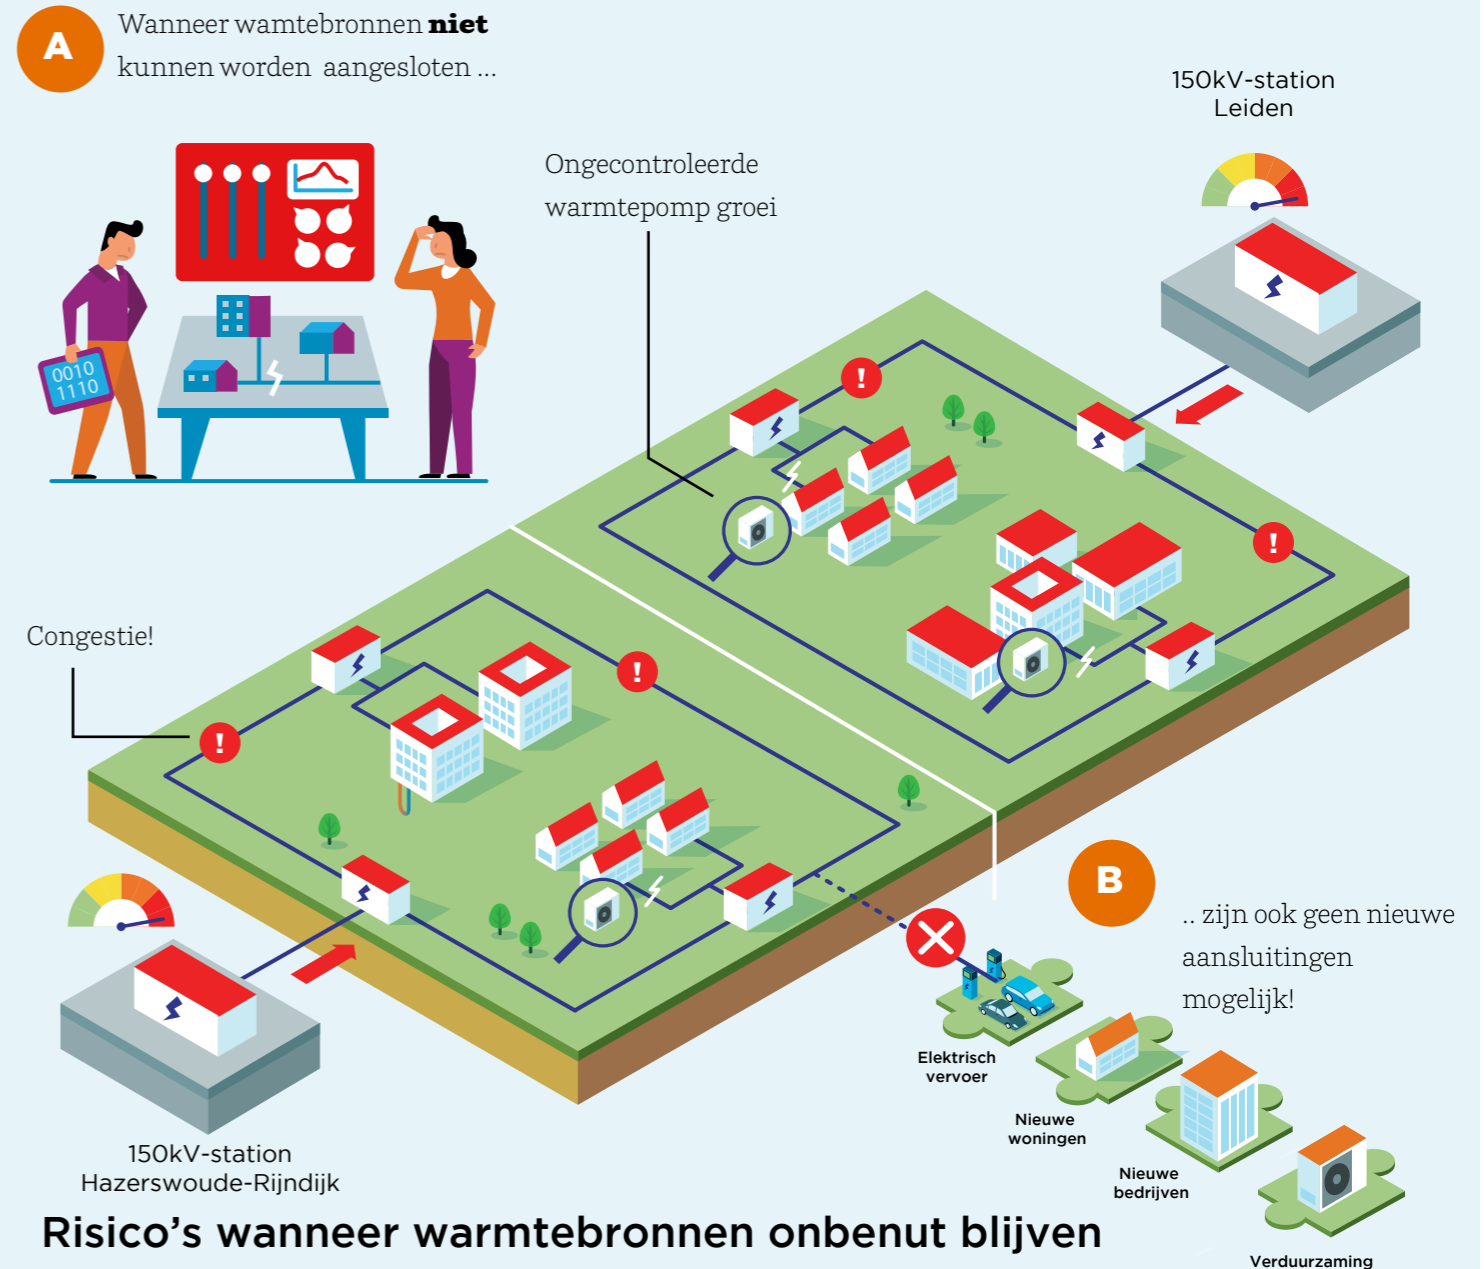 A
Wanneer wamtebronnen niet
kunnen worden aangesloten ...
150kV-station
Leiden
Ongecontroleerde
warmtepomp groei
0010
1110
!
!
Congestie!
!
!
B
.. zijn ook geen nieuwe
aansluitingen
mogelijk!
Elektrisch
vervoer
Nieuwe
woningen
Nieuwe
bedrijven
Verduurzaming
150kV-station
Hazerswoude-Rijndijk
Risico’s wanneer warmtebronnen onbenut blijven